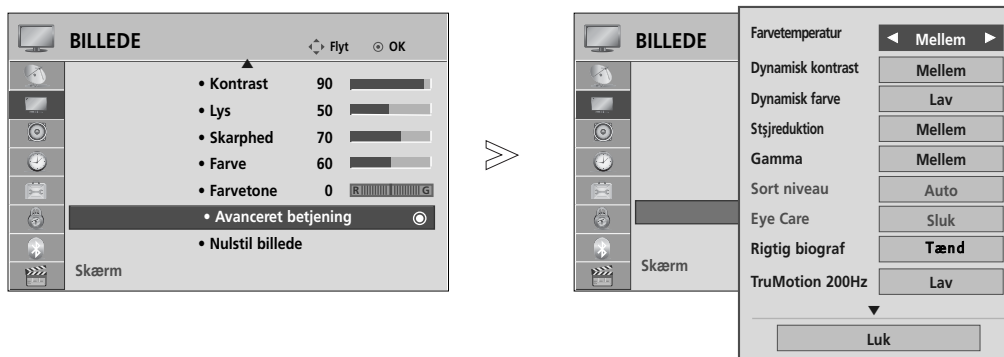 BILLEDE Flyt OK
• Kontrast 90
• Lys 50
• Skarphed 70
• Farve 60
• Farvetone 0 R G
• Avanceret betjening
• Nulstil billede
Skærm
BILLEDE
Skærm
Farvetemperatur Mellem
Dynamisk kontrast Mellem
Dynamisk farve Lav
Stşjreduktion Mellem
Gamma Mellem
Sort niveau Auto
Eye Care Sluk
Rigtig biograf Tænd
TruMotion 200Hz Lav
Luk